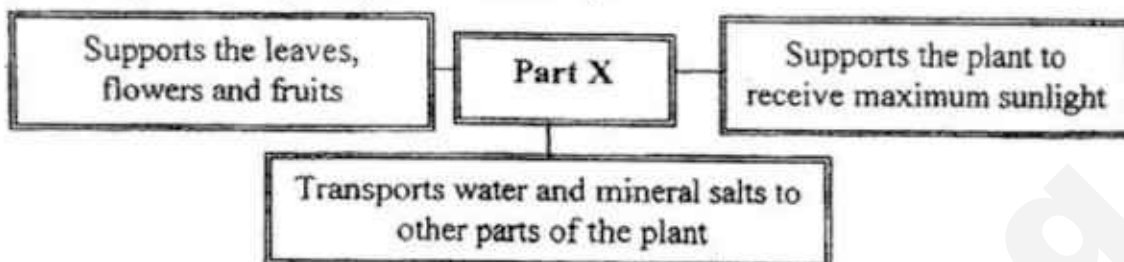 Supports the leaves,
flowers and fruits
Part X
Supports the plant to
receive maximum sunlight
Transports water and mineral salts to
other parts of the plant